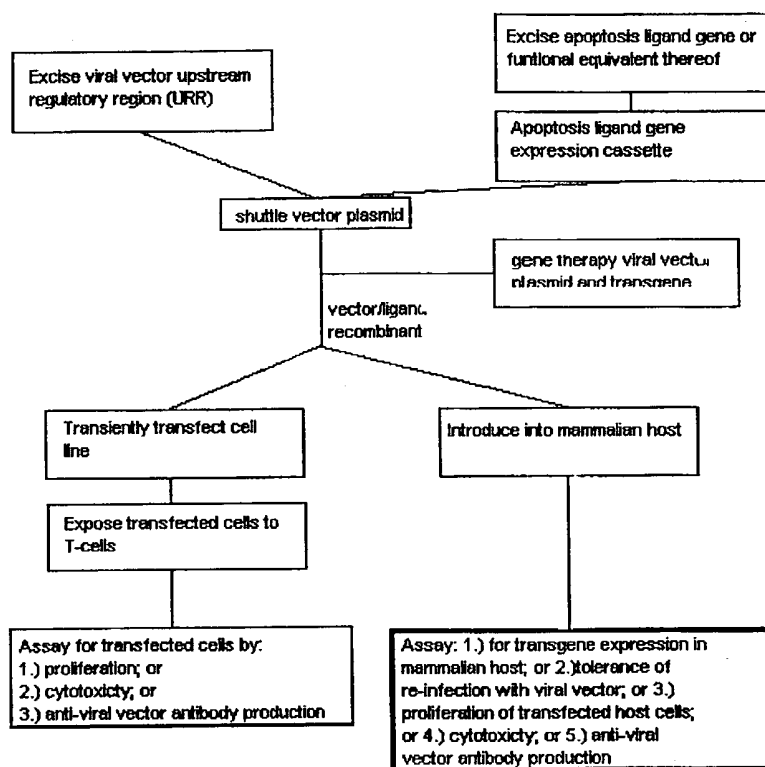 Excise viral vector upstream
regulatory region (URR)
Excise apoptosis ligand gene or
funtional equivalent thereof
Apoptosis ligand gene
expression cassette
shuttle vector plasmid
gene therapy viral vector
plasmid and transgene
vector/ligand
recombinant
Transiently transfect cell
line
Introduce into mammalian host
Expose transfected cells to
T-cells
Assay for transfected cells by:
1.) proliferation; or
2.) cytotoxicty; or
3.) anti-viral vector antibody production
Assay: 1.) for transgene expression in
mammalian host; or 2.)tolerance of
re-infection with viral vector; or 3.)
proliferation of transfected host cells;
or 4.) cytotoxicty; or 5.) anti-viral
vector antibody production